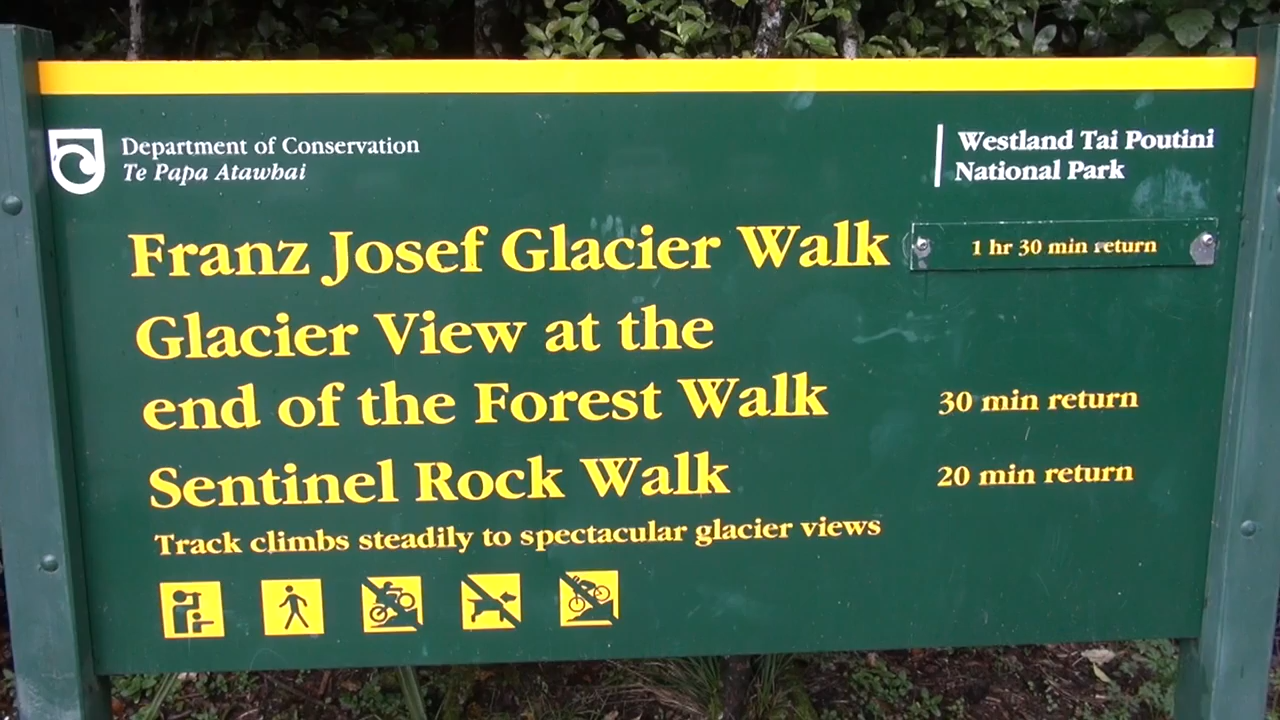 Department of Conservation
Te Papa Atawhai
Westland Tai Poutini
National Park
Franz Josef Glacier Walk 1 hr 30 min return
Glacier View at the
end of the Forest Walk 30 min return
Sentinel Rock Walk 20 min return
Track climbs steadily to spectacular glacier views